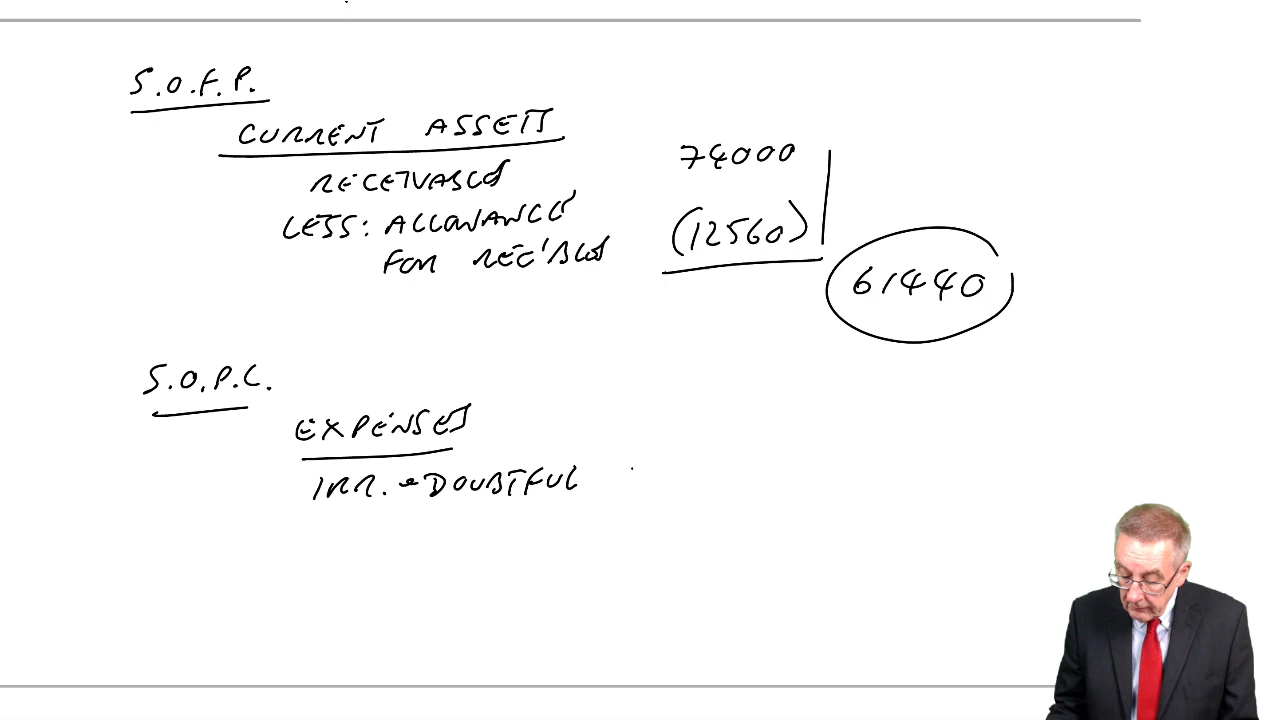 S.O.F.P.
CURRENT ASSETS
RECEIVABLES 74000
LESS: ALLOWANCE
FOR REC'BLES (12560)
61440
S.O.P.L.
EXPENSES
IRR. + DOUBTFUL